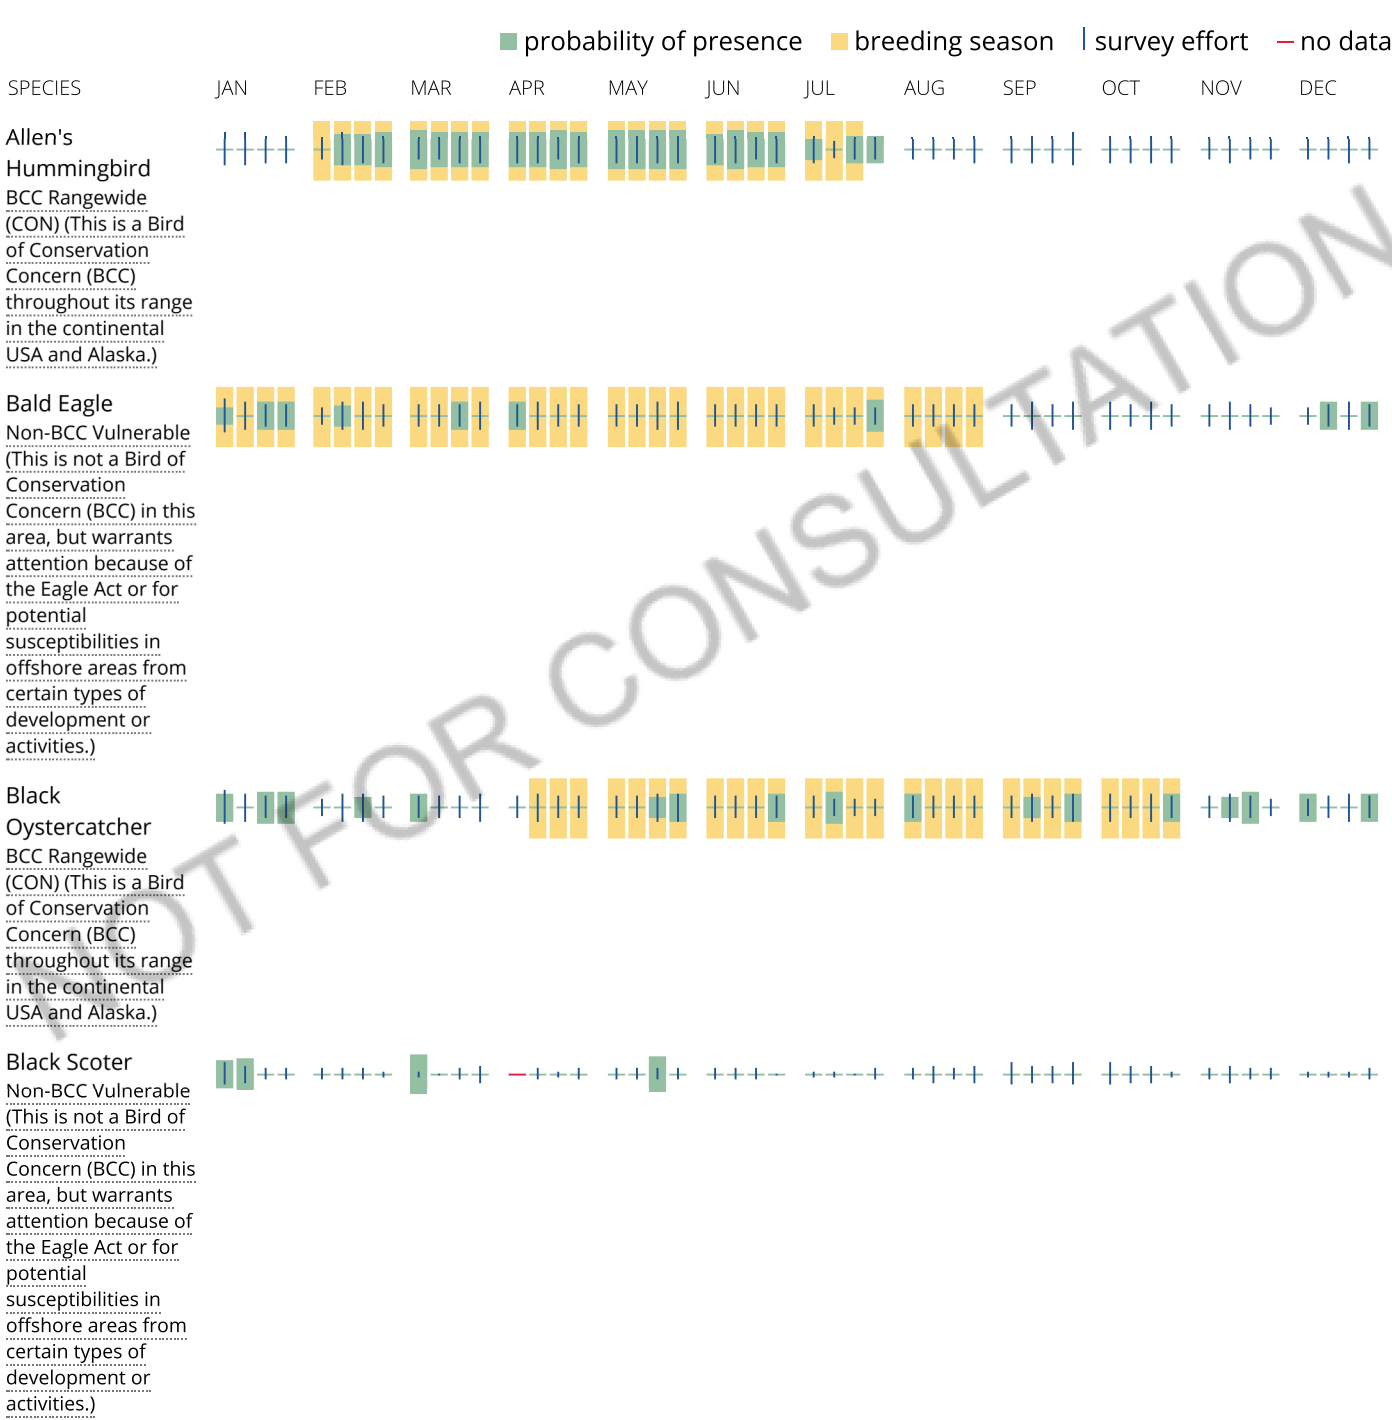 probability of presence breeding season survey effort no data
SPECIES JAN FEB MAR APR MAY JUN JUL AUG SEP OCT NOV DEC
Allen's
Hummingbird
BCC Rangewide
(CON) (This is a Bird
of Conservation
Concern (BCC)
throughout its range
in the continental
USA and Alaska.)
Bald Eagle
Non-BCC Vulnerable
(This is not a Bird of
Conservation
Concern (BCC) in this
area, but warrants
attention because of
the Eagle Act or for
potential
susceptibilities in
offshore areas from
certain types of
development or
activities.)
Black
Oystercatcher
BCC Rangewide
(CON) (This is a Bird
of Conservation
Concern (BCC)
throughout its range
in the continental
USA and Alaska.)
Black Scoter
Non-BCC Vulnerable
(This is not a Bird of
Conservation
Concern (BCC) in this
area, but warrants
attention because of
the Eagle Act or for
potential
susceptibilities in
offshore areas from
certain types of
development or
activities.)
NOT FOR CONSULTATION